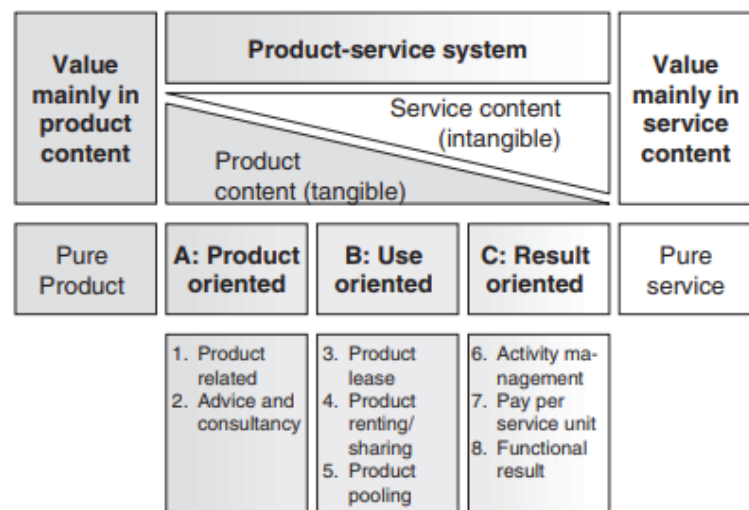 Value
mainly in
product
content
Product-service system
Service content
(intangible)
Product
content (tangible)
Value
mainly in
service
content
Pure
Product
A: Product
oriented
B: Use
oriented
C: Result
oriented
Pure
service
1. Product
related
2. Advice and
consultancy
3. Product
lease
4. Product
renting/
sharing
5. Product
pooling
6. Activity ma-
nagement
7. Pay per
service unit
8. Functional
result